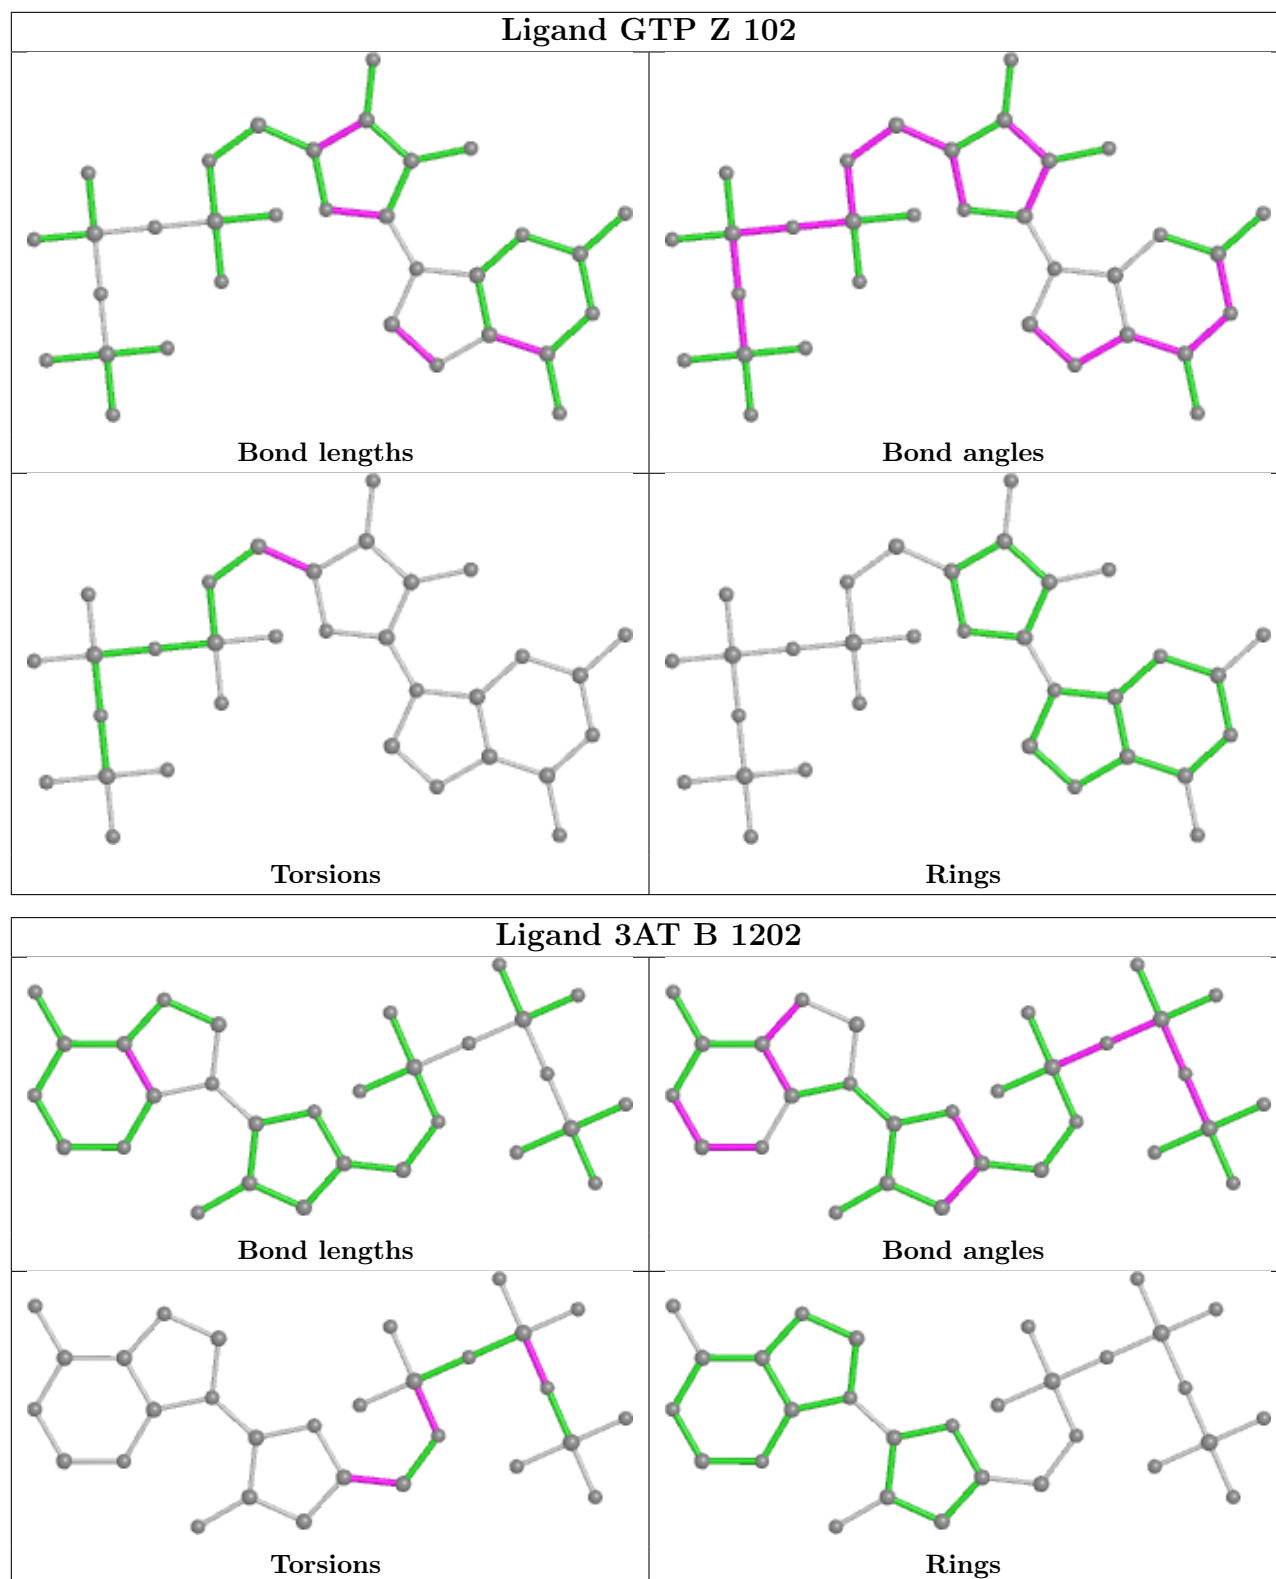 Ligand GTP Z 102
Bond lengths
Bond angles
Torsions
Rings
Ligand 3AT B 1202
Bond lengths
Bond angles
Torsions
Rings